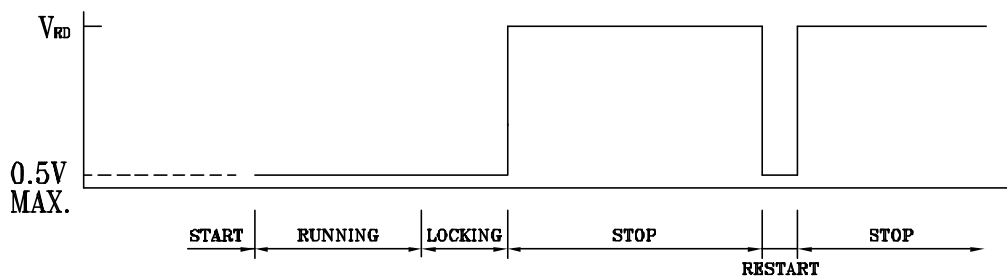 VRD
0.5V
MAX.
START RUNNING LOCKING STOP STOP
RESTART